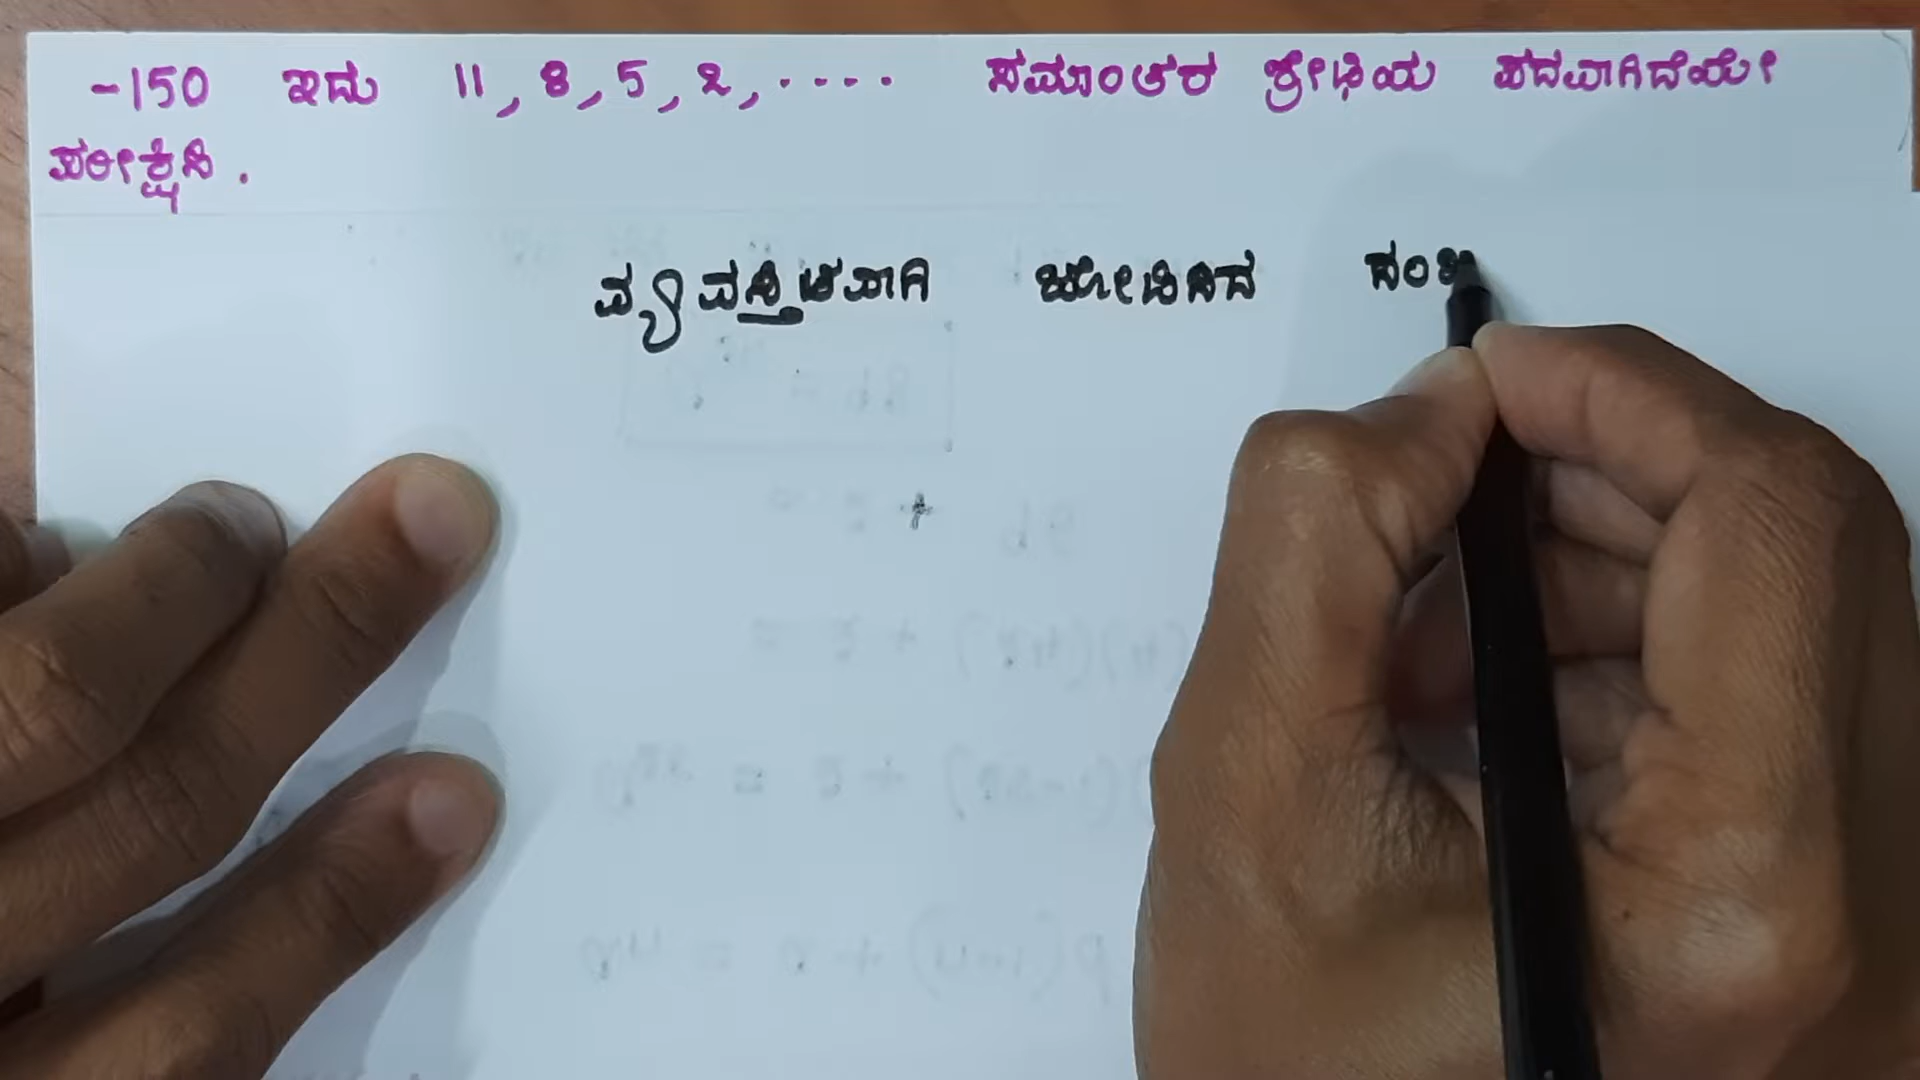 -150 ಇದು 11, 8, 5, 2, .... ಸಮಾಂತರ ಶ್ರೇಢಿಯ ಪದವಾಗಿದೆಯೇ
ಪರೀಕ್ಷಿಸಿ.
ವ್ಯವಸ್ತಿತವಾಗಿ ಜೋಡಿಸಿದ